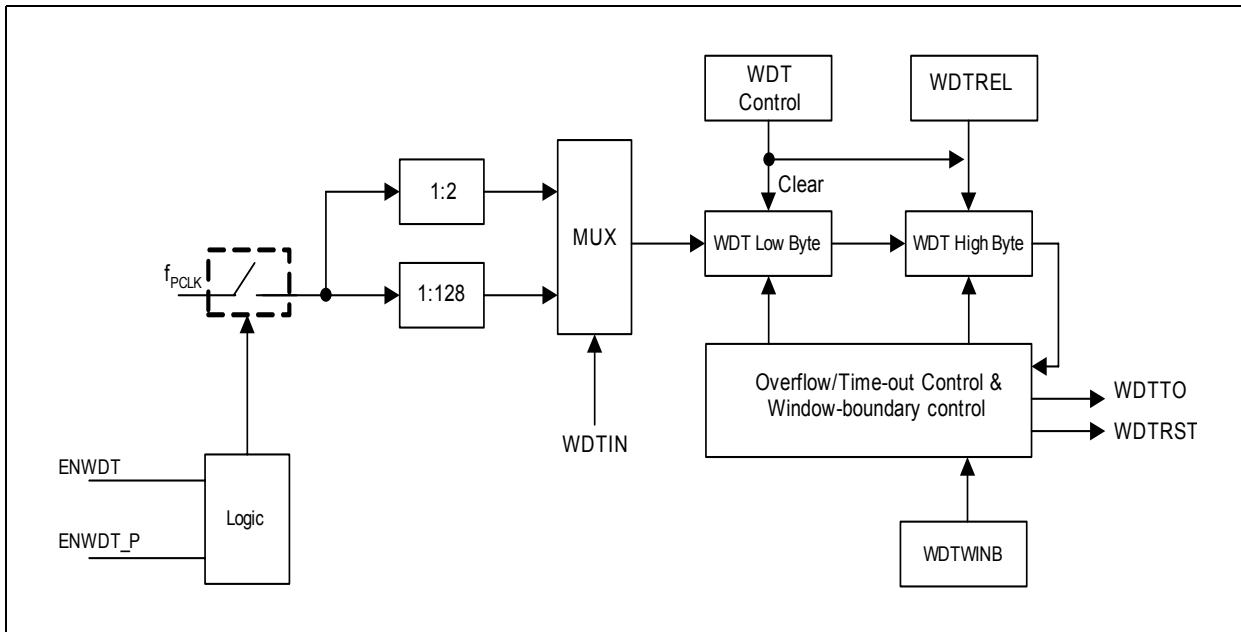 WDT
Control
WDTREL
Clear
1:2
MUX
WDT Low Byte
WDT High Byte
fPCLK
1:128
Overflow/Time-out Control &
Window-boundary control
WDTTO
WDTRST
WDTIN
ENWDT
Logic
ENWDT_P
WDTWINB